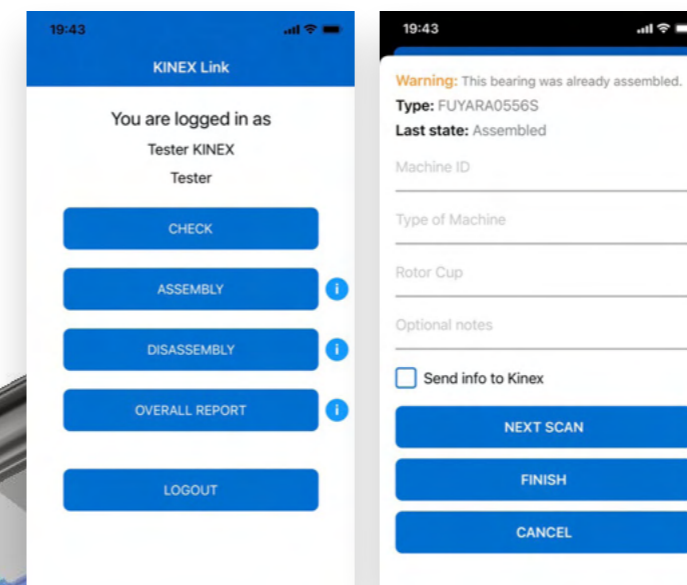 19:43
KINEX Link
You are logged in as
Tester KINEX
Tester
CHECK
ASSEMBLY
i
DISASSEMBLY
i
OVERALL REPORT
i
LOGOUT
19:43
Warning: This bearing was already assembled.
Type: FUYARA0556S
Last state: Assembled
Machine ID
Type of Machine
Rotor Cup
Optional notes
Send info to Kinex
NEXT SCAN
FINISH
CANCEL